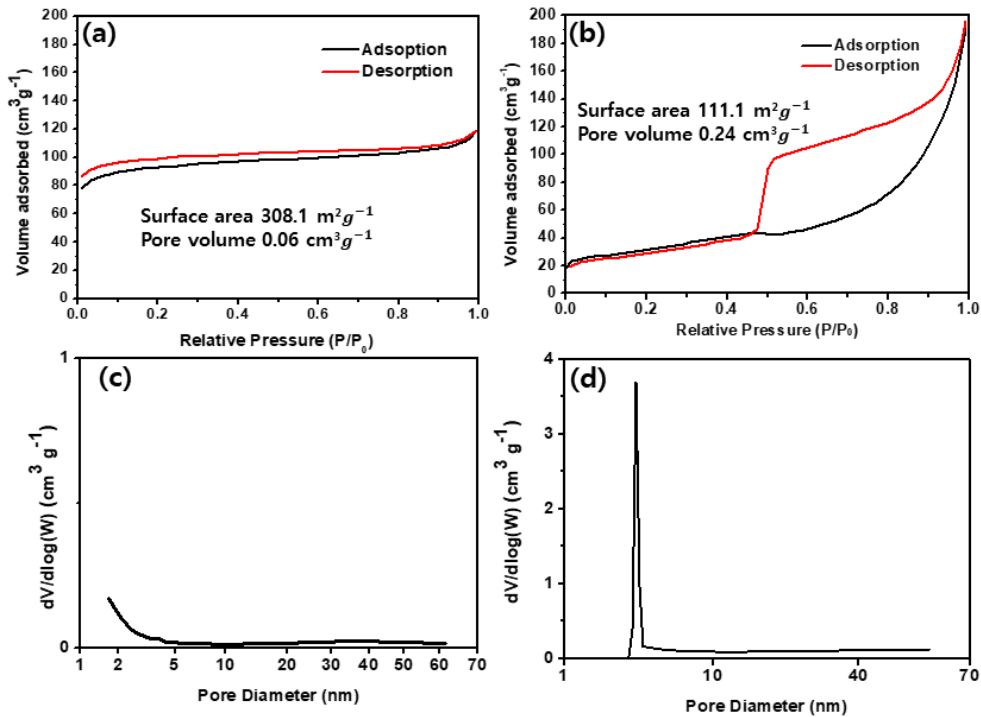 (a)
Adsoption
Desorption
Surface area 308.1 m²g⁻¹
Pore volume 0.06 cm³g⁻¹
Volume adsorbed (cm³g⁻¹)
200
180
160
140
120
100
80
60
40
20
0
0.0 0.2 0.4 0.6 0.8 1.0
Relative Pressure (P/P₀)
(b)
Adsorption
Desorption
Surface area 111.1 m²g⁻¹
Pore volume 0.24 cm³g⁻¹
Volume adsorbed (cm³g⁻¹)
200
180
160
140
120
100
80
60
40
20
0
0.0 0.2 0.4 0.6 0.8 1.0
Relative Pressure (P/P₀)
(c)
dV/dlog(W) (cm³ g⁻¹)
1
0
1 2 5 10 20 30 40 50 60 70
Pore Diameter (nm)
(d)
dV/dlog(W) (cm³ g⁻¹)
4
3
2
1
0
1 10 40 70
Pore Diameter (nm)